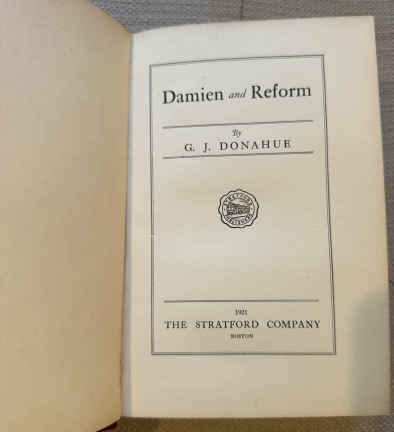 Damien and Reform
By
G. J. DONAHUE
1921
THE STRATFORD COMPANY
BOSTON